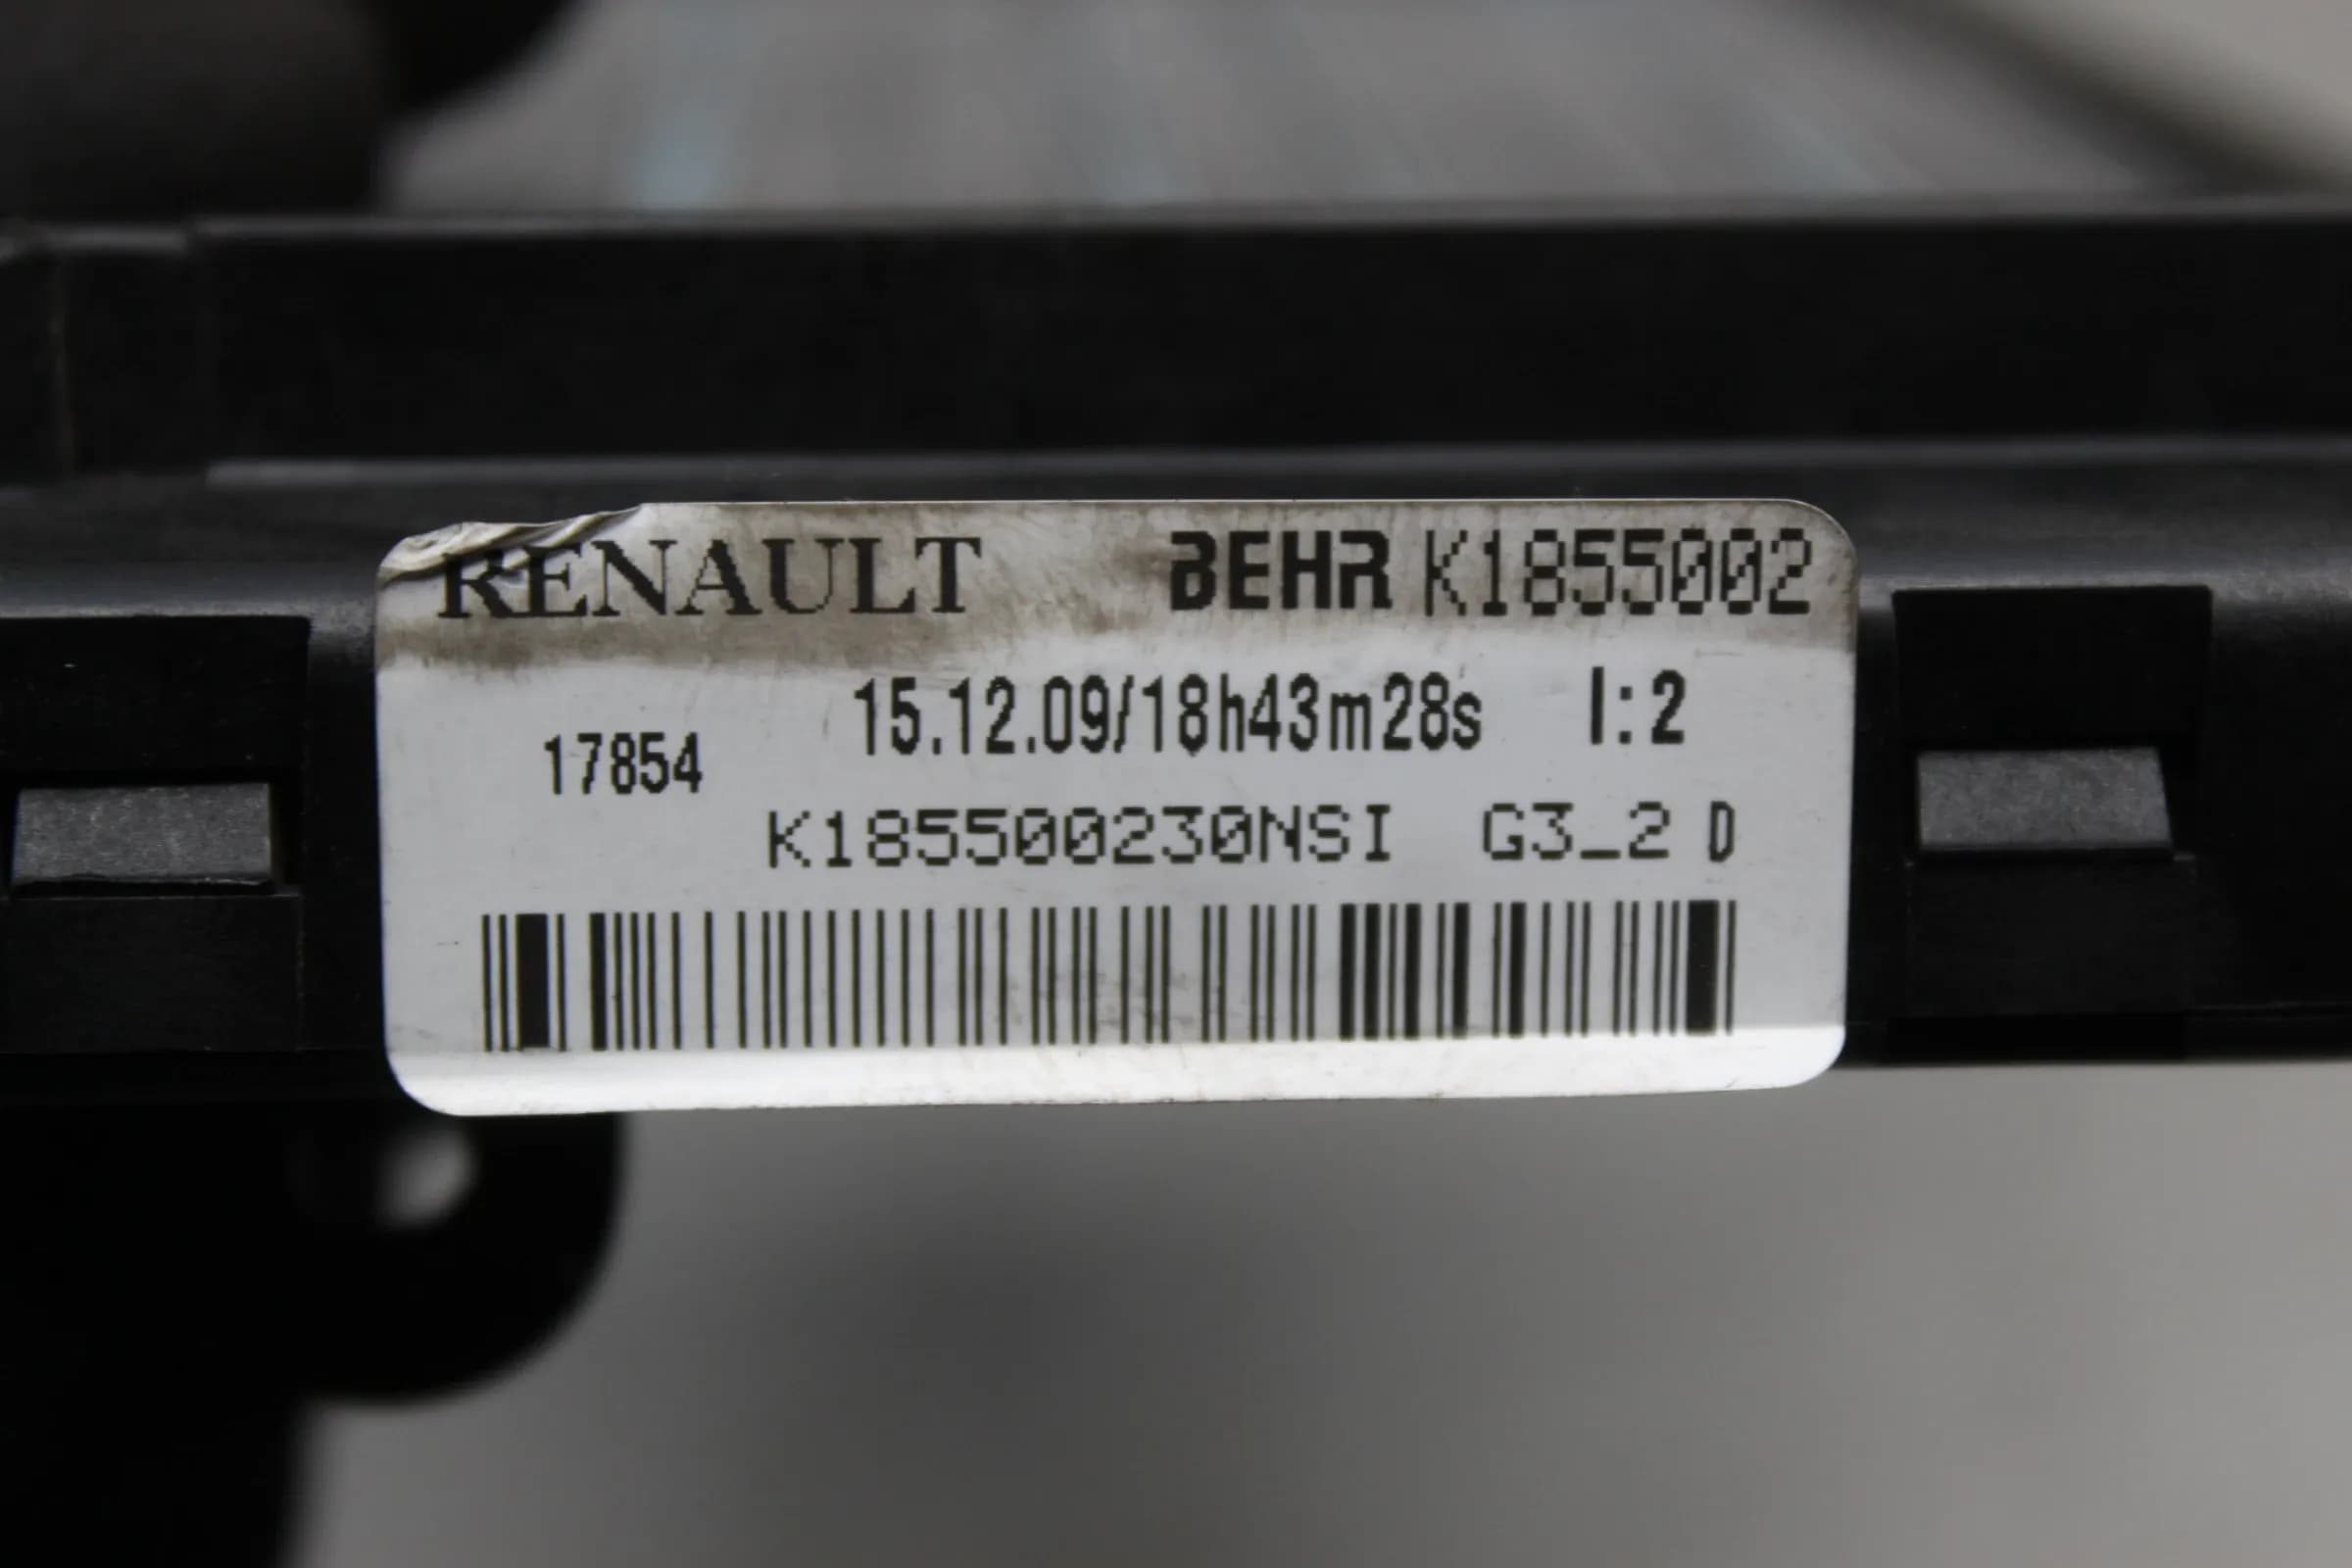 RENAULT BEHR K1855002
15.12.09/18h43m28s I:2
17854
K185500230NSI G3_2 D